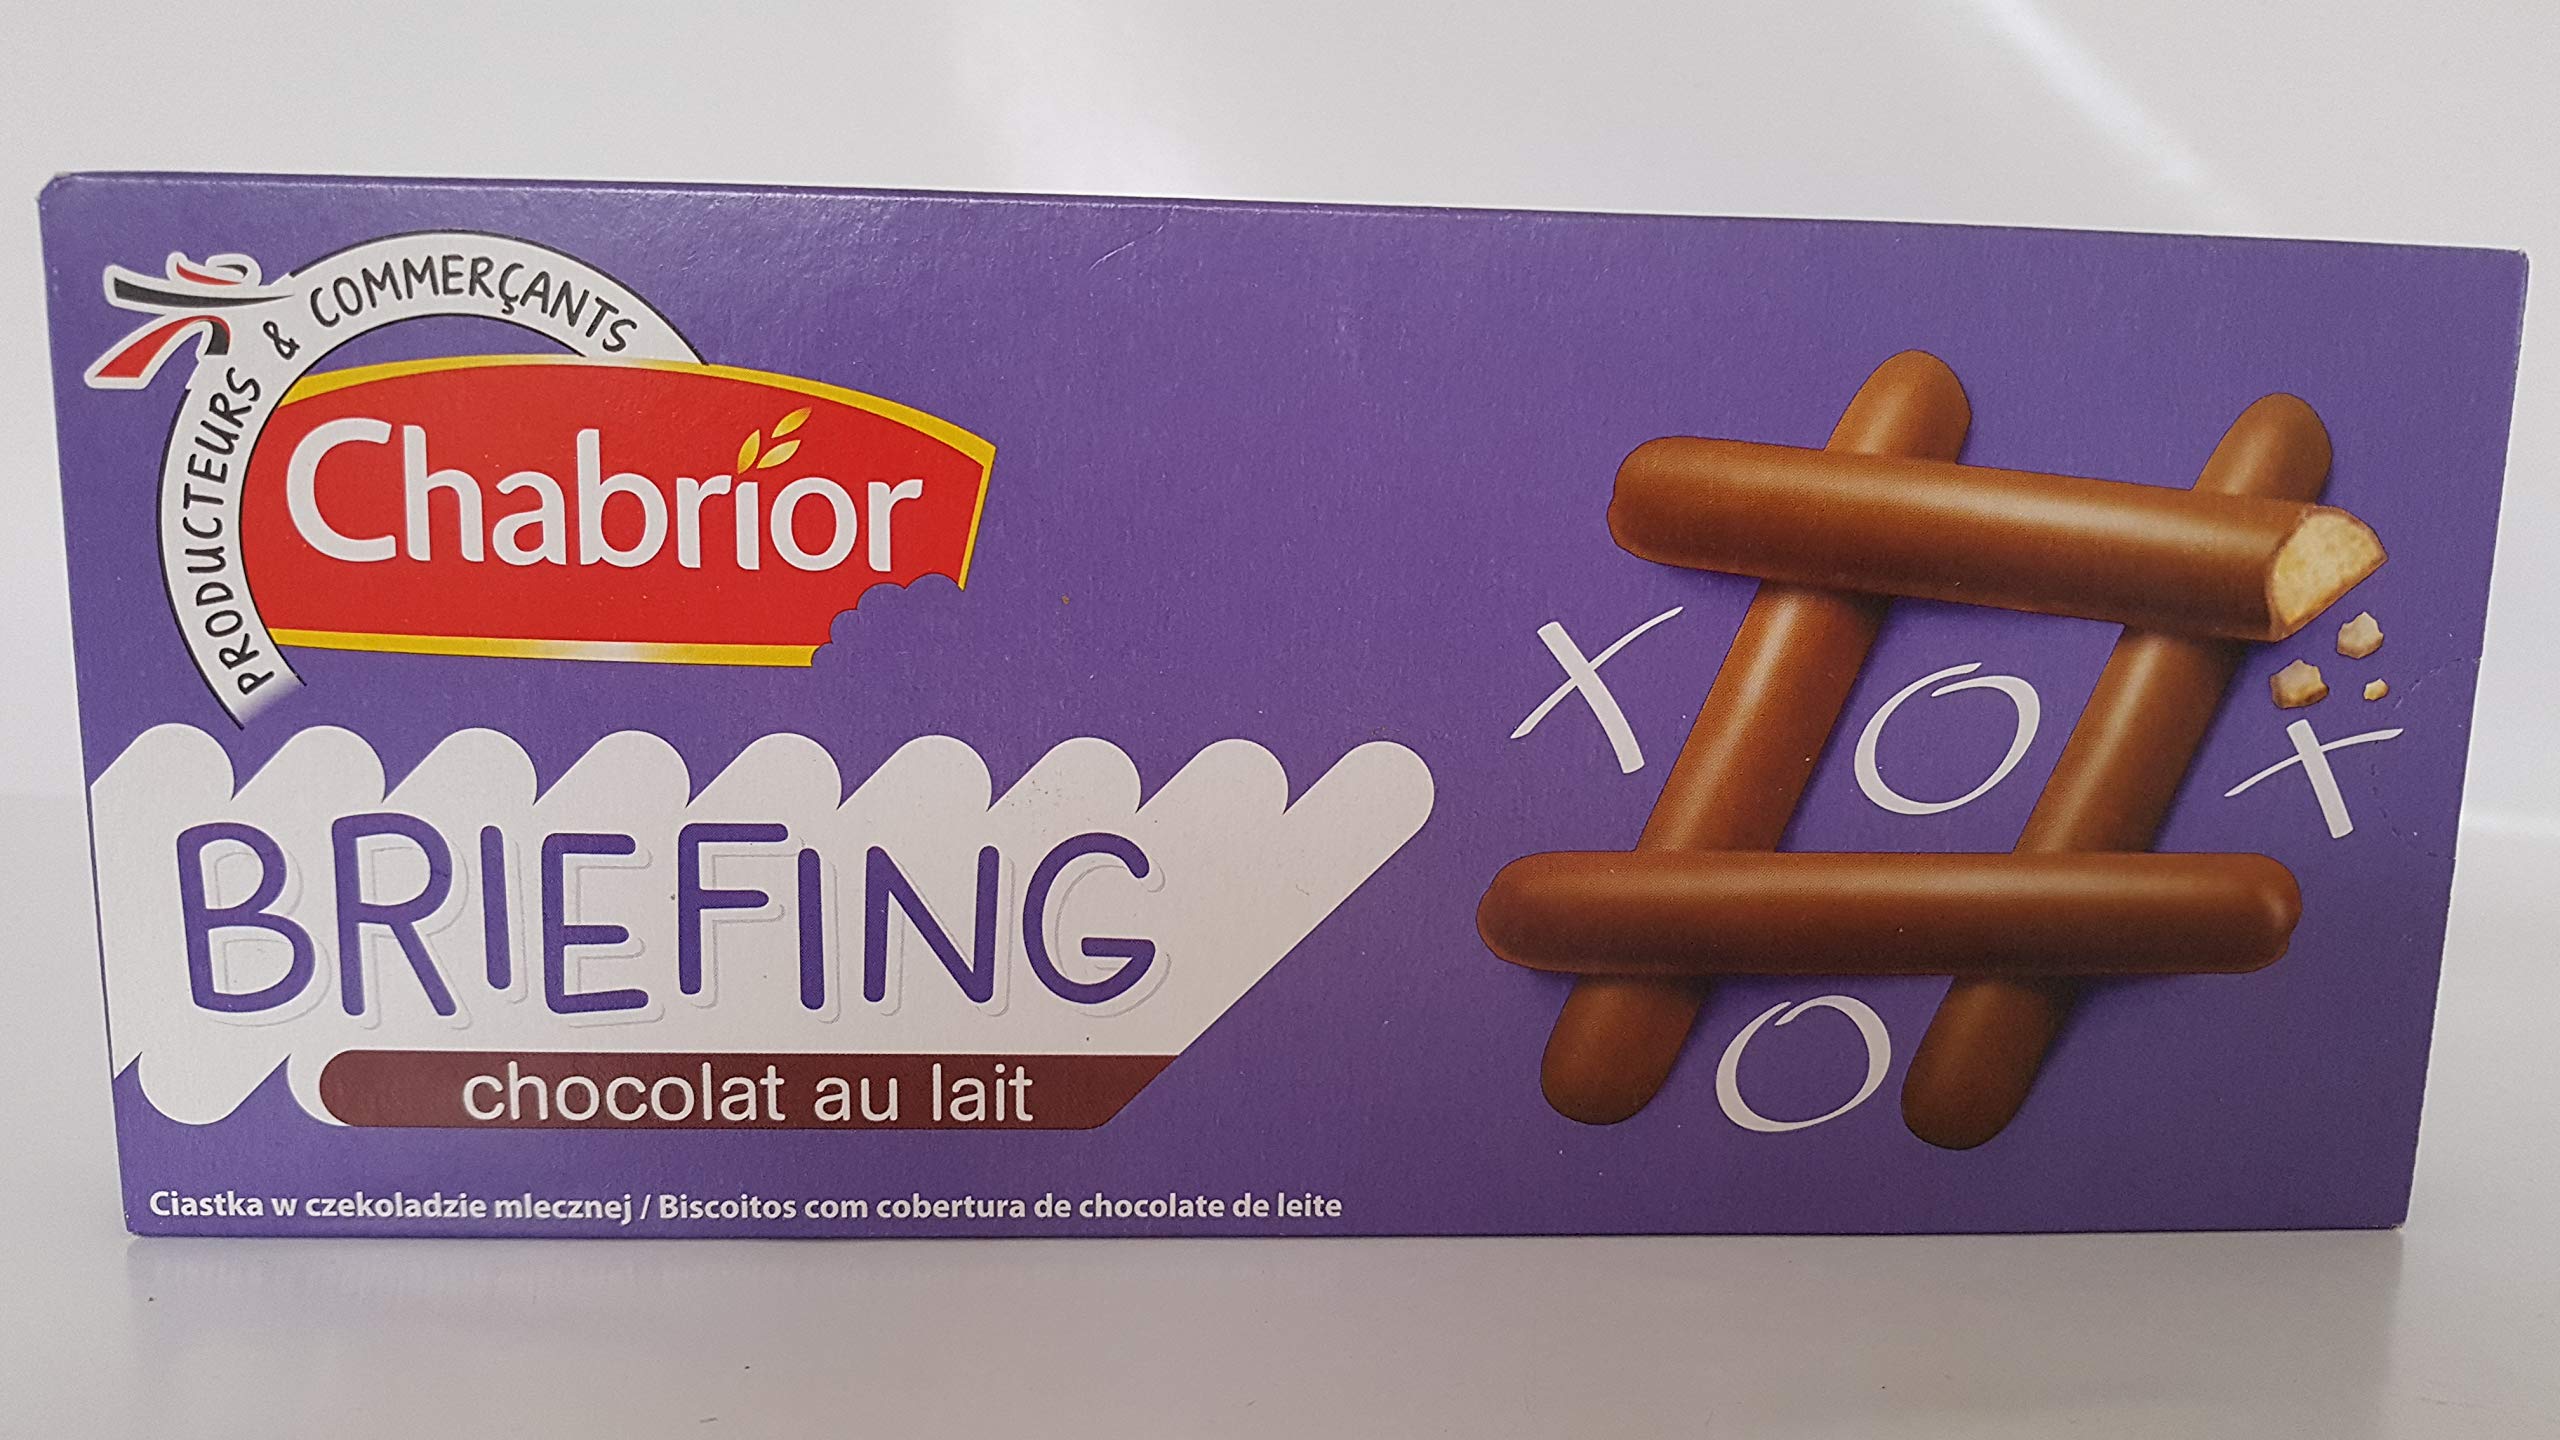 PRODUCTEURS & COMMERÇANTS
Chabrior
BRIEFING
chocolat au lait
X O X
O
Ciastka w czekoladzie mlecznej / Biscoitos com cobertura de chocolate de leite